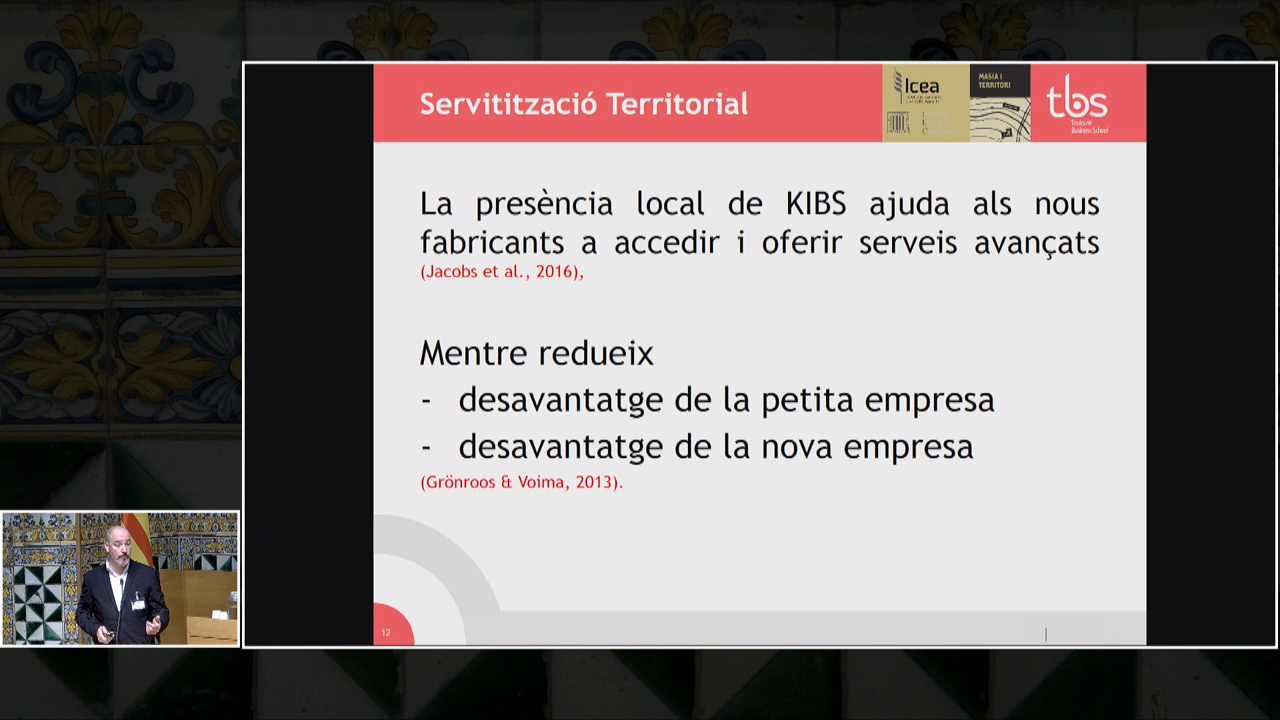 Servitització Territorial
Icea
MASIA I
TERRITORI
tbs
Toulouse
Business School
La presència local de KIBS ajuda als nous
fabricants a accedir i oferir serveis avançats
(Jacobs et al., 2016),
Mentre redueix
- desavantatge de la petita empresa
- desavantatge de la nova empresa
(Grönroos & Voima, 2013).
12